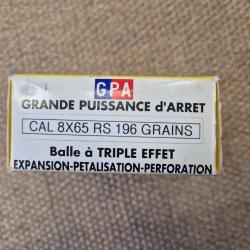 GPA
GRANDE PUISSANCE d'ARRET
CAL 8X65 RS 196 GRAINS
Balle à TRIPLE EFFET
EXPANSION-PETALISATION-PERFORATION